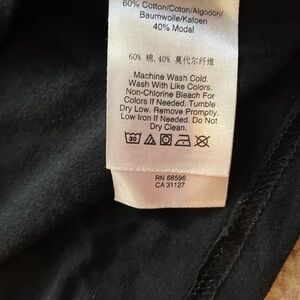 60% Cotton/Coton/Algodón/
Baumwolle/Katoen
40% Modal
60% 棉, 40% 莫代尔纤维
Machine Wash Cold.
Wash With Like Colors.
Non-Chlorine Bleach For
Colors If Needed. Tumble
Dry Low. Remove Promptly.
Low Iron If Needed. Do Not
Dry Clean.
30
RN 68595
CA 31127